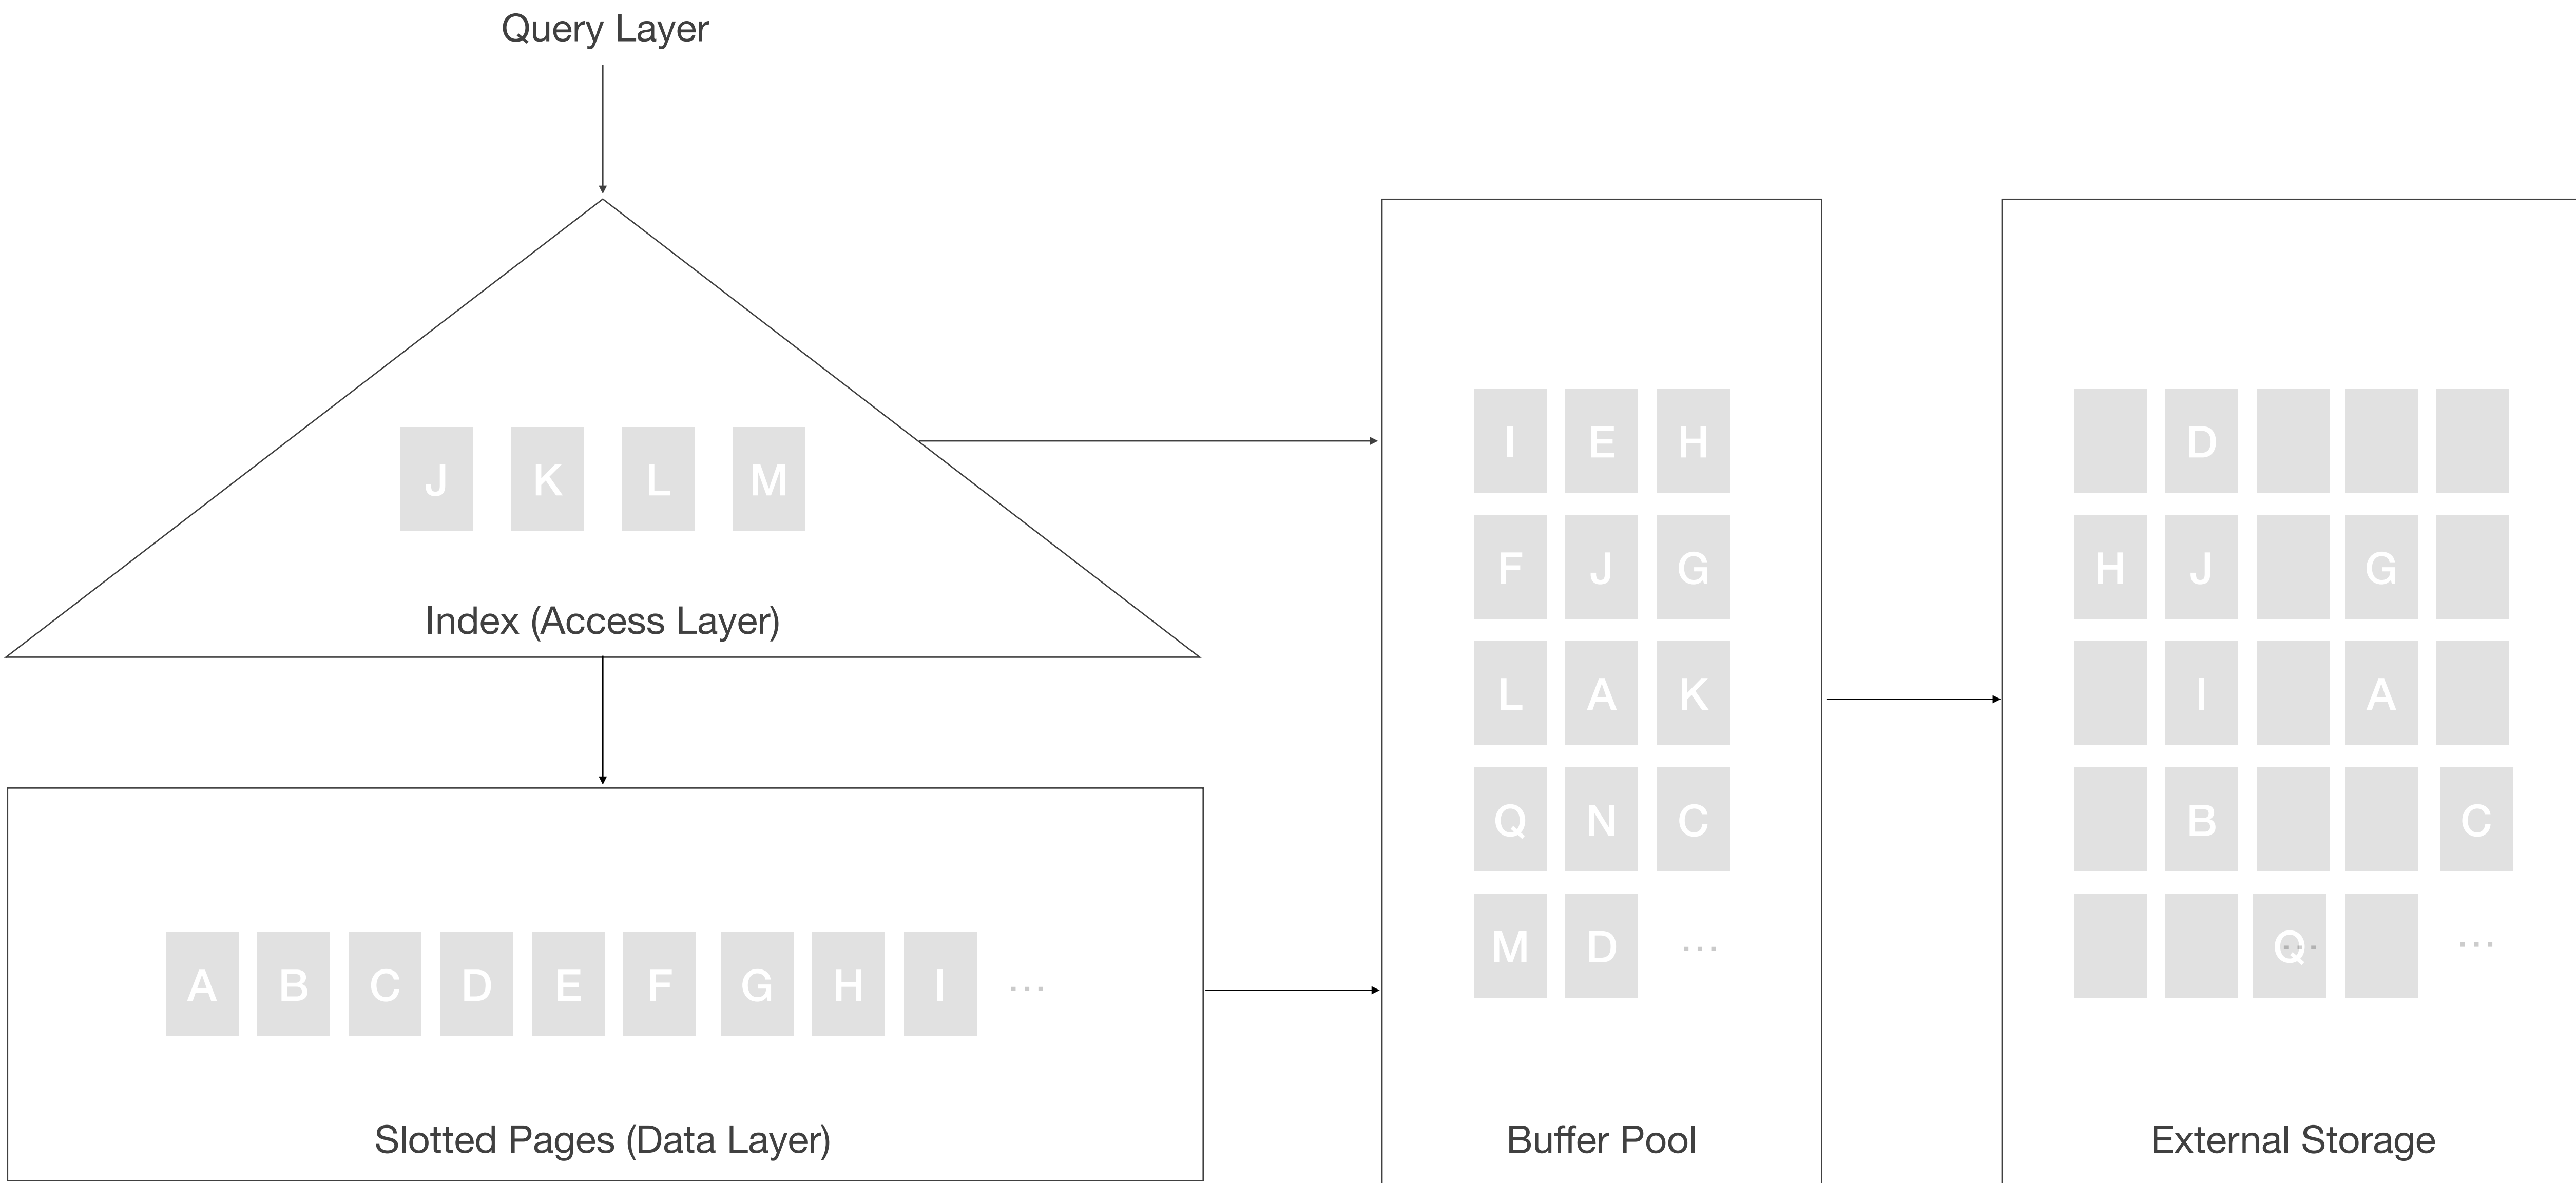 Query Layer
J K L M
Index (Access Layer)
A B C D E F G H I ...
Slotted Pages (Data Layer)
I E H
F J G
L A K
Q N C
M D ...
Buffer Pool
D
H J G
I A
B C
Q ... ...
External Storage